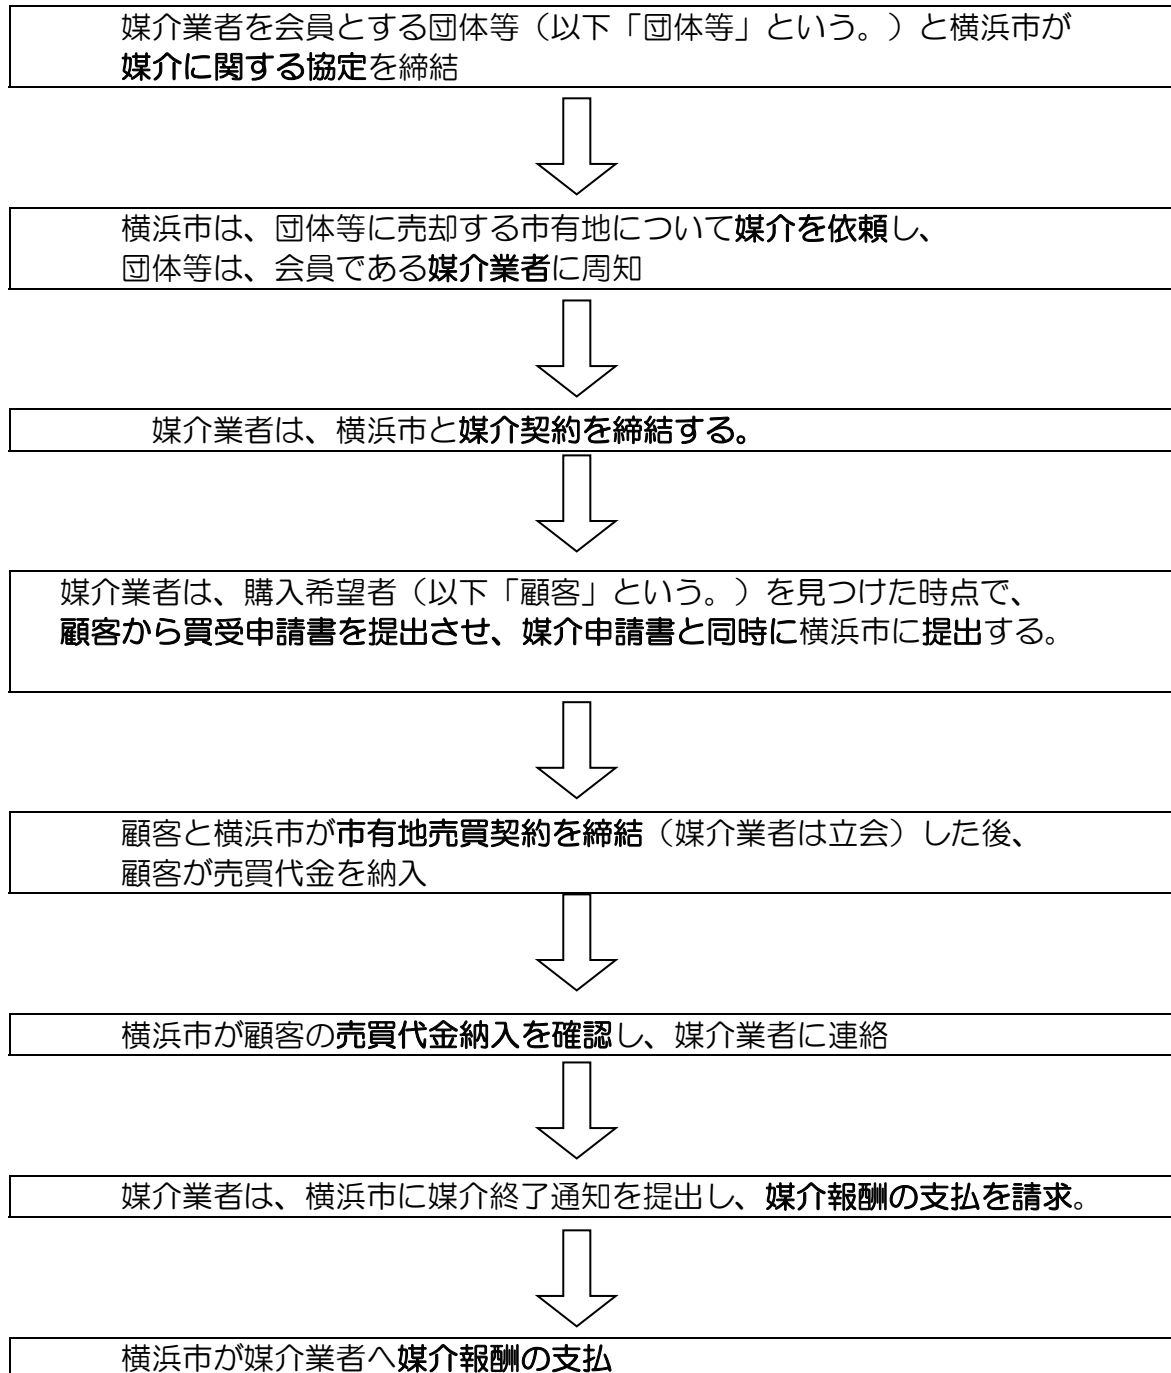 媒介業者を会員とする団体等（以下「団体等」という。）と横浜市が
媒介に関する協定を締結
横浜市は、団体等に売却する市有地について媒介を依頼し、
団体等は、会員である媒介業者に周知
媒介業者は、横浜市と媒介契約を締結する。
媒介業者は、購入希望者（以下「顧客」という。）を見つけた時点で、
顧客から買受申請書を提出させ、媒介申請書と同時に横浜市に提出する。
顧客と横浜市が市有地売買契約を締結（媒介業者は立会）した後、
顧客が売買代金を納入
横浜市が顧客の売買代金納入を確認し、媒介業者に連絡
媒介業者は、横浜市に媒介終了通知を提出し、媒介報酬の支払を請求。
横浜市が媒介業者へ媒介報酬の支払